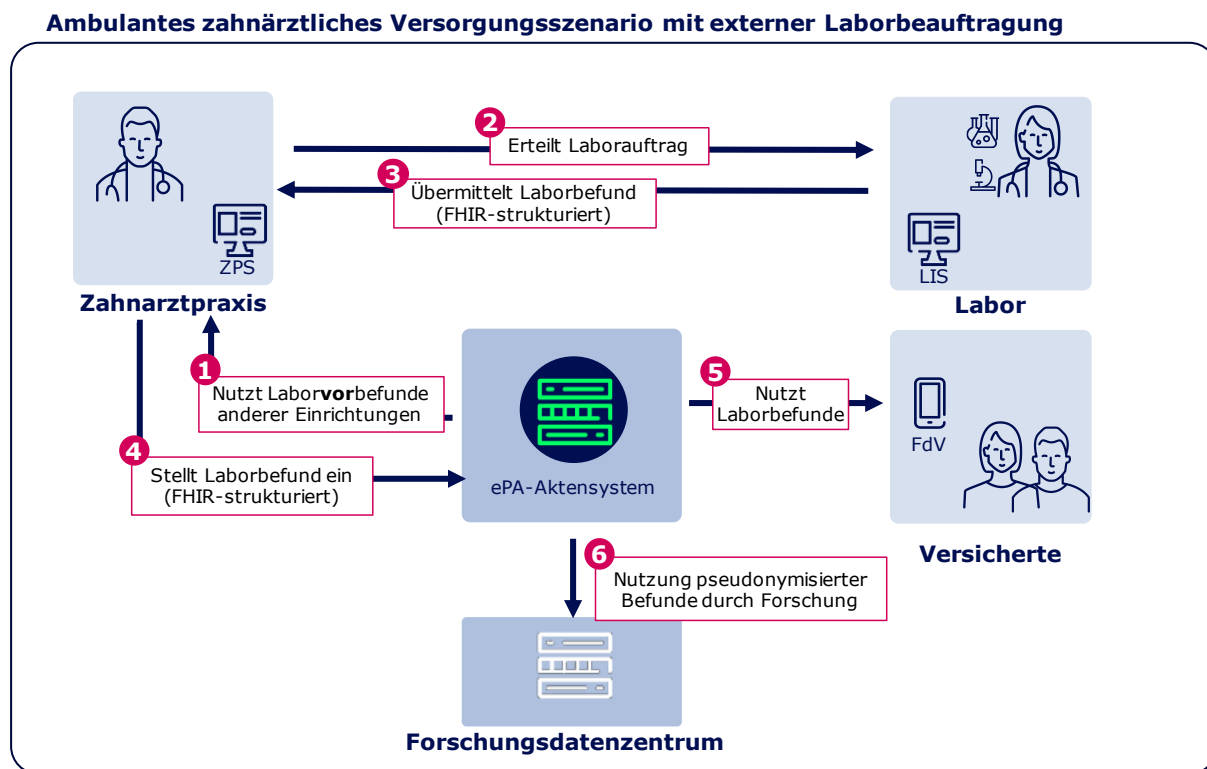 Ambulantes zahnärztliches Versorgungsszenario mit externer Laborbeauftragung
2
Erteilt Laborauftrag
3
Übermittelt Laborbefund
(FHIR-strukturiert)
ZPS
LIS
Zahnarztpraxis
Labor
1
Nutzt Laborvorbefunde
anderer Einrichtungen
5
Nutzt
Laborbefunde
FdV
4
Stellt Laborbefund ein
(FHIR-strukturiert)
ePA-Aktensystem
Versicherte
6
Nutzung pseudonymisierter
Befunde durch Forschung
Forschungsdatenzentrum